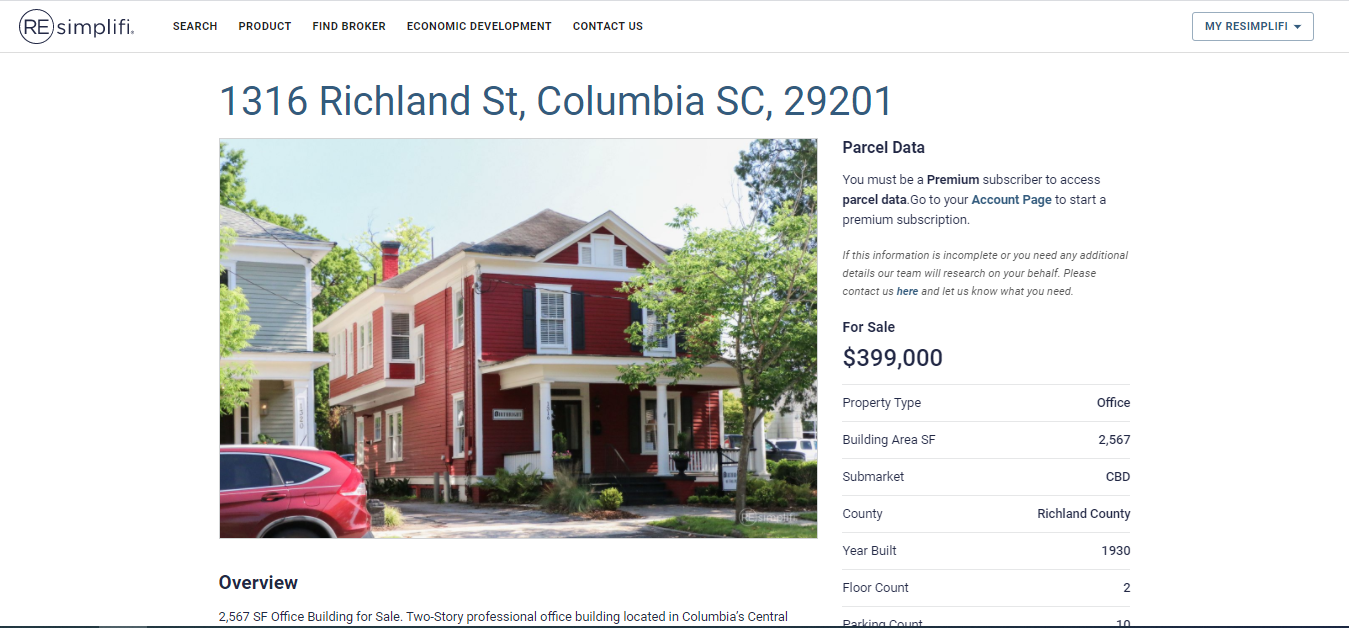 REsimplifi.
SEARCH PRODUCT FIND BROKER ECONOMIC DEVELOPMENT CONTACT US
MY RESIMPLIFI
1316 Richland St, Columbia SC, 29201
REsimplifi
Overview
2,567 SF Office Building for Sale. Two-Story professional office building located in Columbia's Central
Parcel Data
You must be a Premium subscriber to access
parcel data.Go to your Account Page to start a
premium subscription.
If this information is incomplete or you need any additional
details our team will research on your behalf. Please
contact us here and let us know what you need.
For Sale
$399,000
Property Type Office
Building Area SF 2,567
Submarket CBD
County Richland County
Year Built 1930
Floor Count 2
Parking Count 10